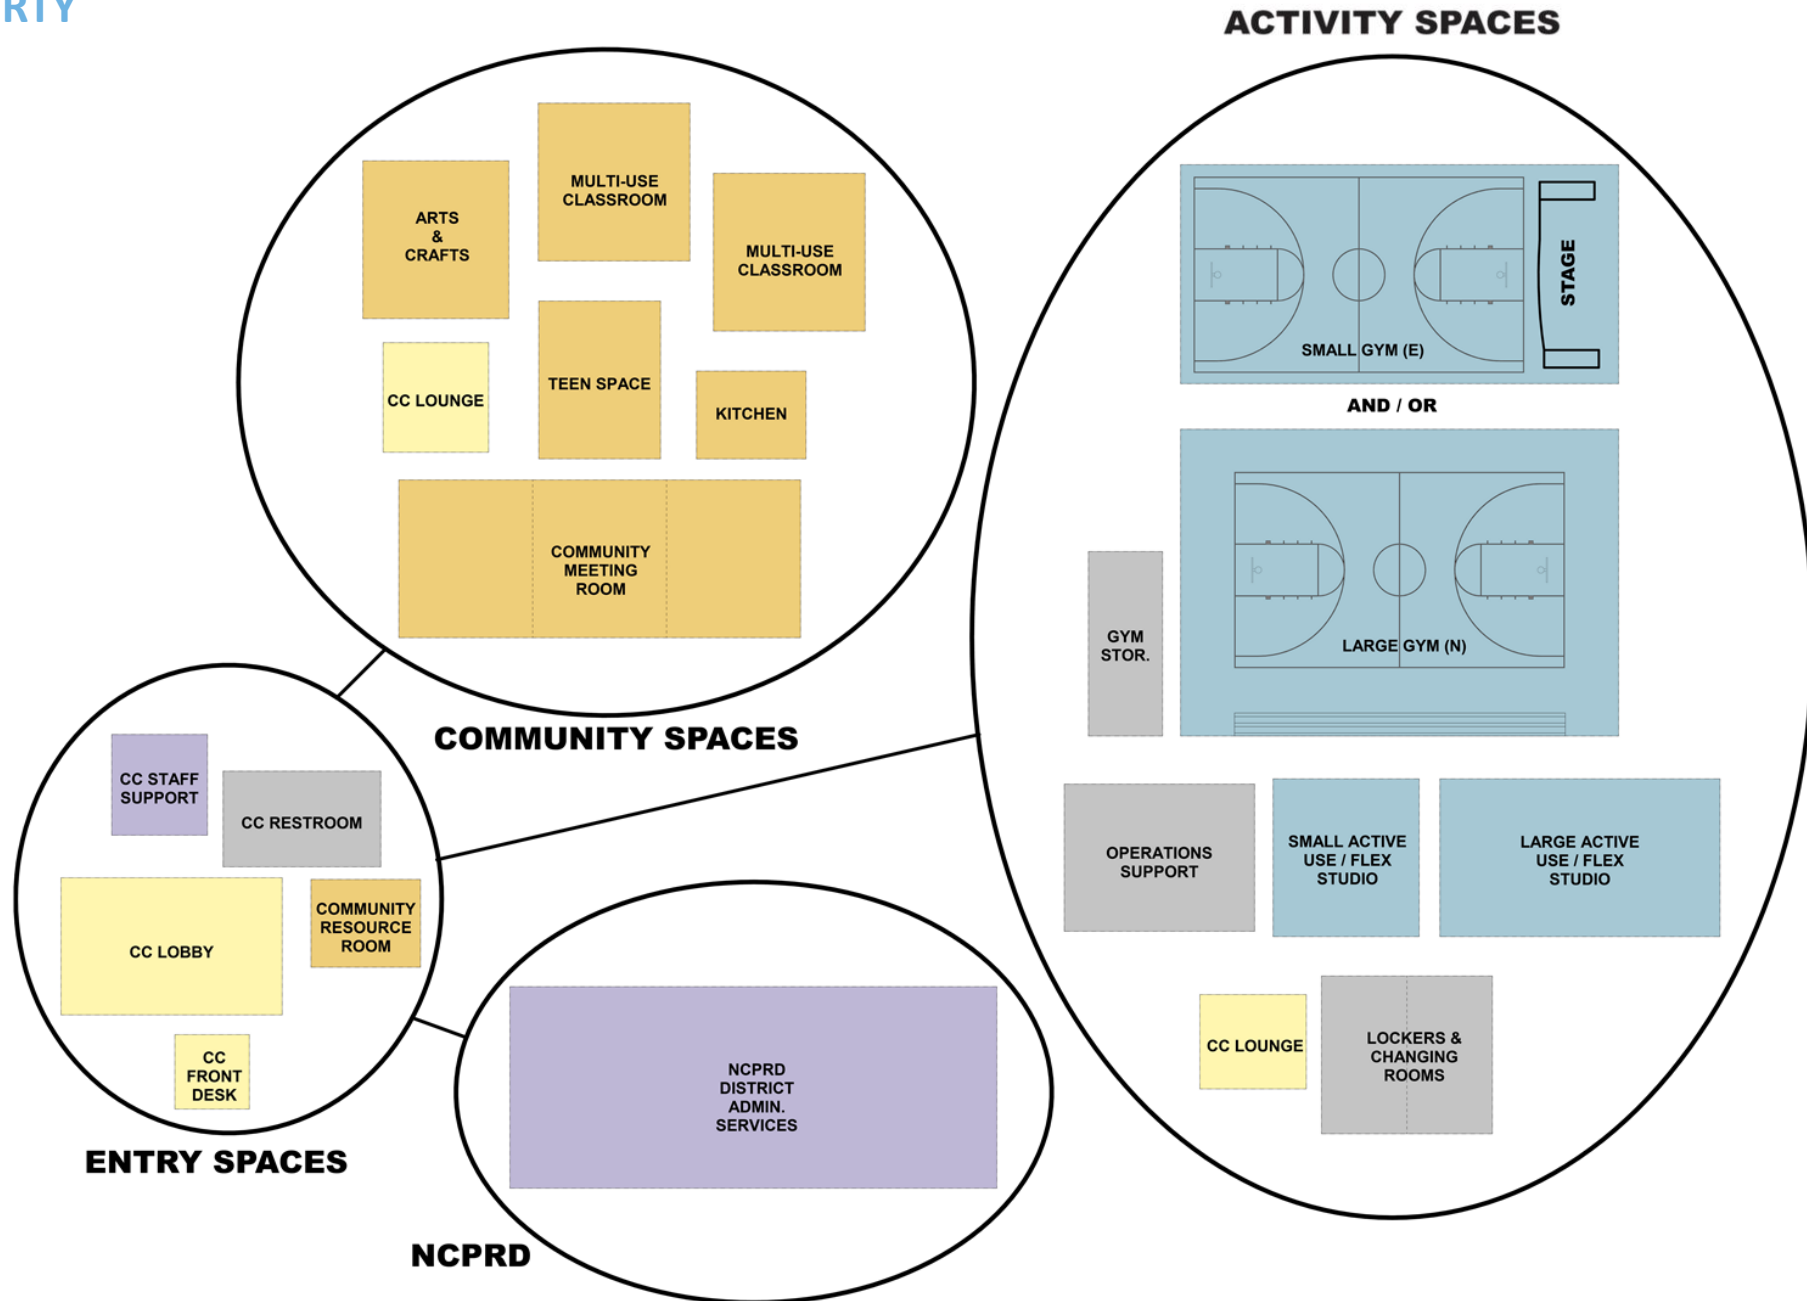 RTY
ACTIVITY SPACES
MULTI-USE
CLASSROOM
ARTS
&
CRAFTS
MULTI-USE
CLASSROOM
CC LOUNGE
TEEN SPACE
KITCHEN
COMMUNITY
MEETING
ROOM
COMMUNITY SPACES
STAGE
SMALL GYM (E)
AND / OR
LARGE GYM (N)
GYM
STOR.
OPERATIONS
SUPPORT
SMALL ACTIVE
USE / FLEX
STUDIO
LARGE ACTIVE
USE / FLEX
STUDIO
CC LOUNGE
LOCKERS &
CHANGING
ROOMS
CC STAFF
SUPPORT
CC RESTROOM
CC LOBBY
COMMUNITY
RESOURCE
ROOM
CC
FRONT
DESK
ENTRY SPACES
NCPRD
DISTRICT
ADMIN.
SERVICES
NCPRD